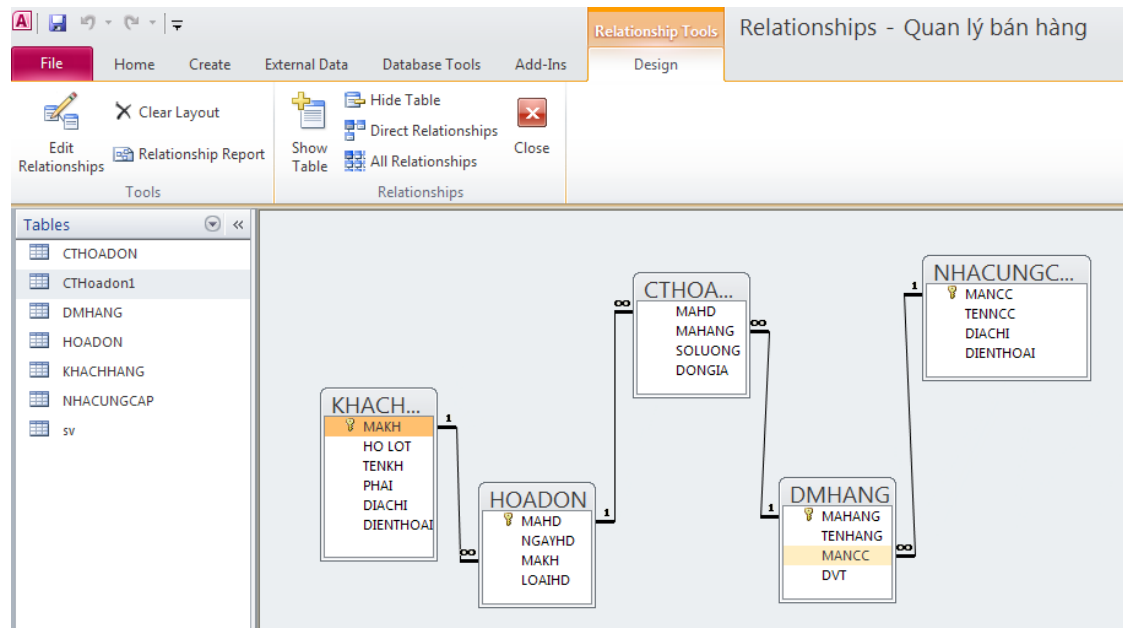 A
Relationship Tools
Relationships - Quan lý bán hàng
File
Home
Create
External Data
Database Tools
Add-Ins
Design
Edit
Relationships
Clear Layout
Relationship Report
Tools
Show
Table
Hide Table
Direct Relationships
All Relationships
Close
Relationships
Tables
CTHOADON
CTHoadon1
DMHANG
HOADON
KHACHHANG
NHACUNGCAP
sv
KHACH...
MAKH
HO LOT
TENKH
PHAI
DIACHI
DIENTHOAI
1
∞
HOADON
MAHD
NGAYHD
MAKH
LOAIHD
1
∞
CTHOA...
MAHD
MAHANG
SOLUONG
DONGIA
∞
1
DMHANG
MAHANG
TENHANG
MANCC
DVT
∞
1
NHACUNGC...
MANCC
TENNCC
DIACHI
DIENTHOAI